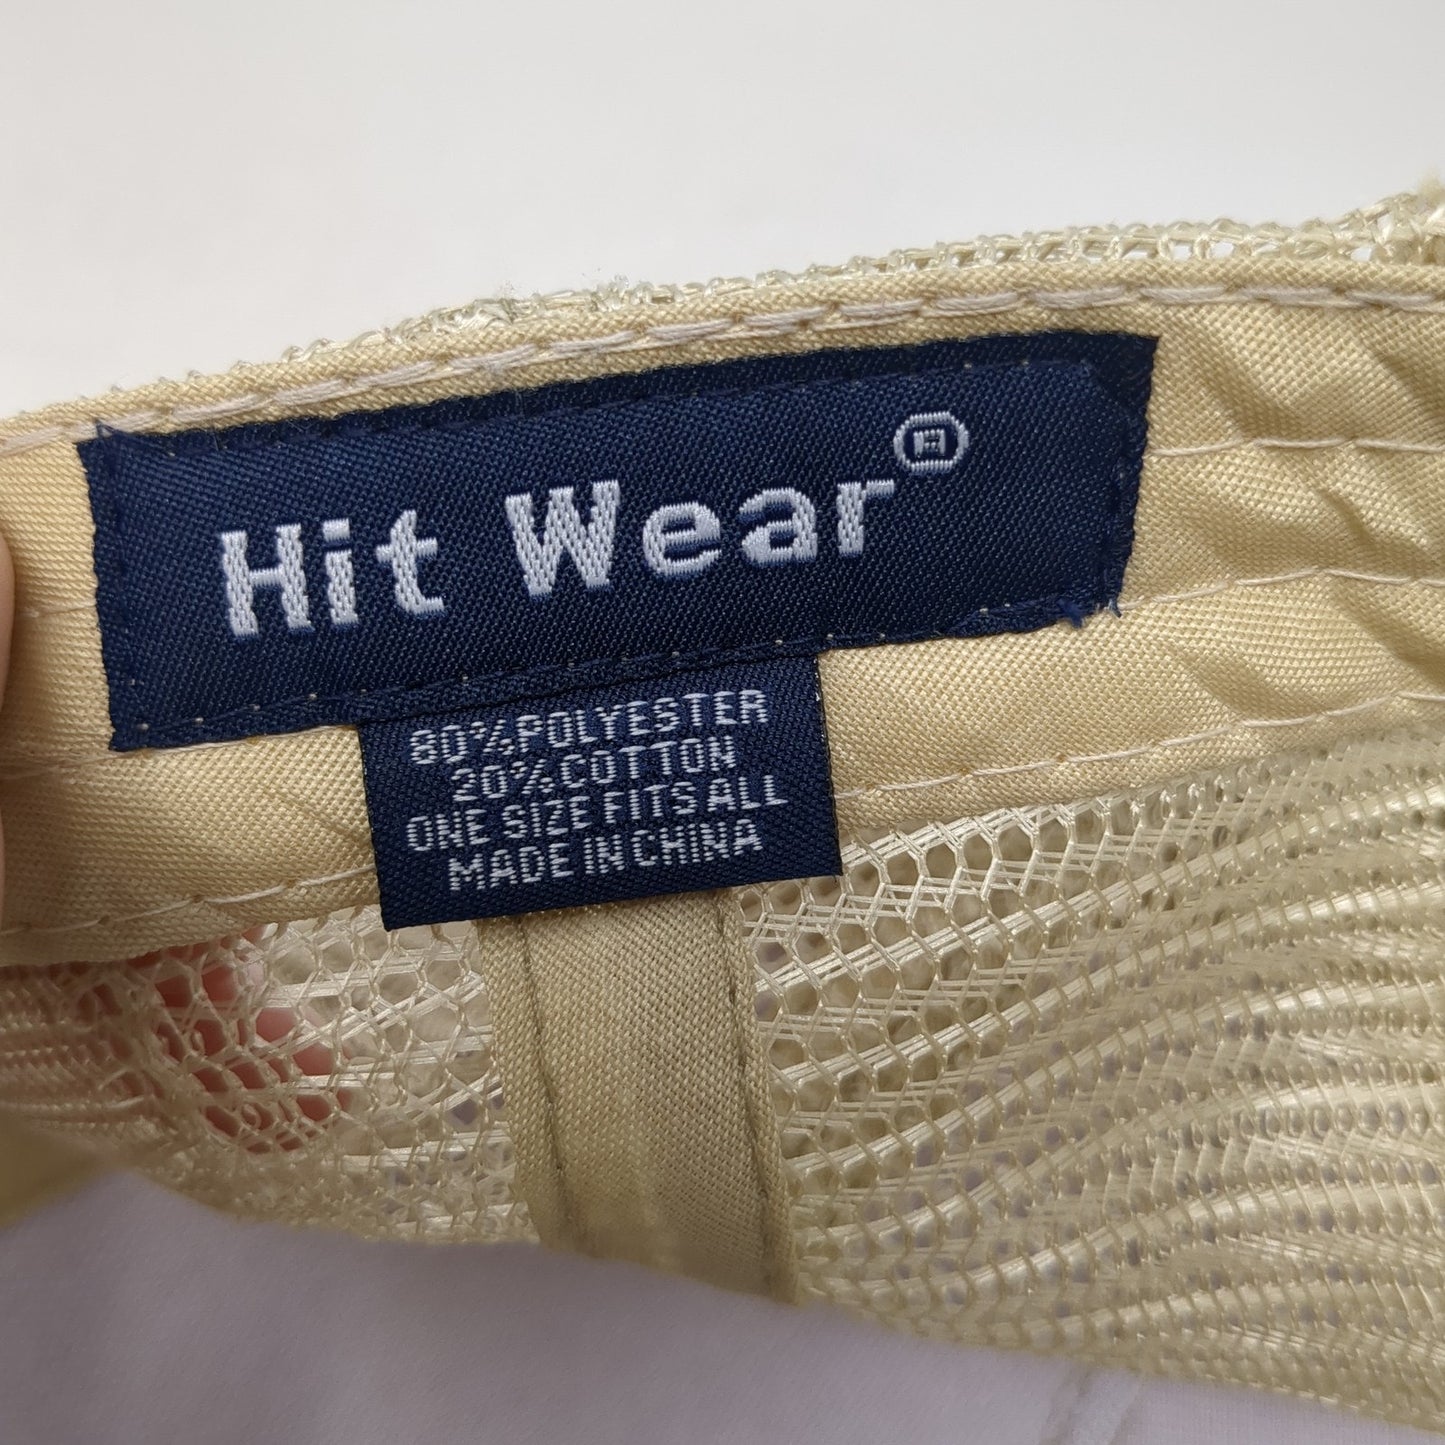 Hit Wear®
80% POLYESTER
20% COTTON
ONE SIZE FITS ALL
MADE IN CHINA